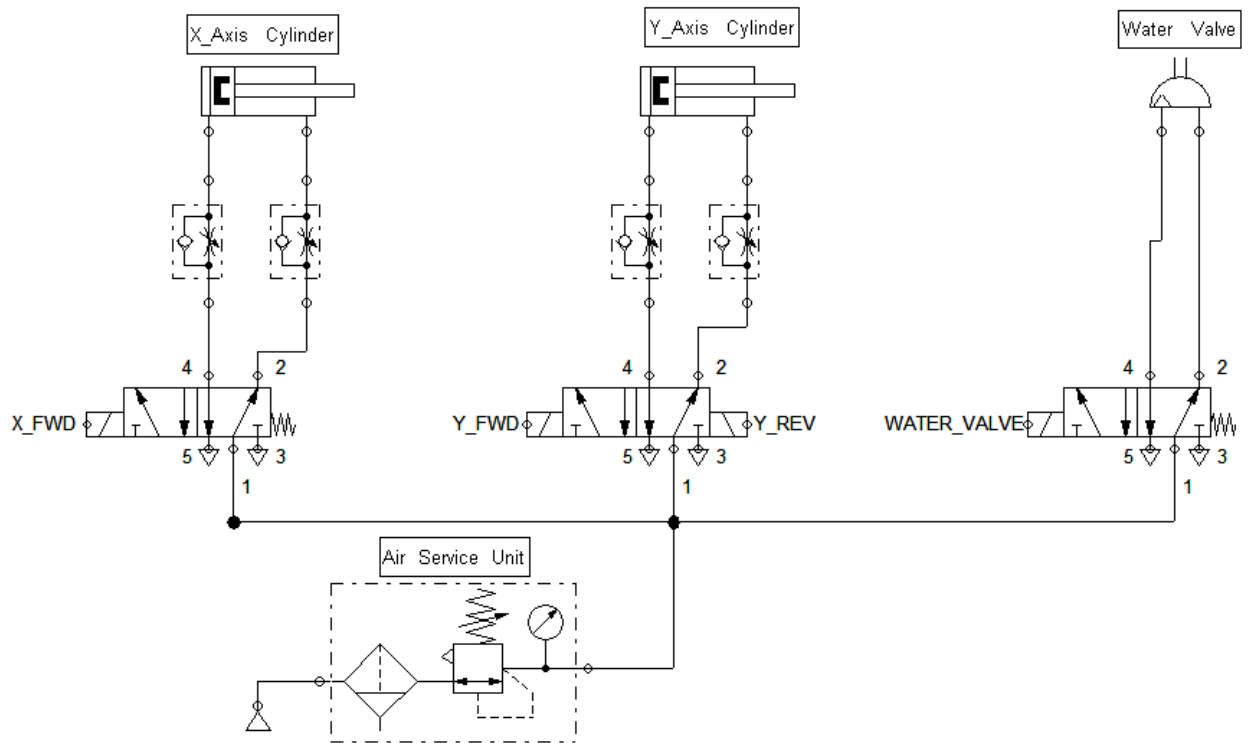 X_Axis Cylinder
Y_Axis Cylinder
Water Valve
4 2
4 2
4 2
X_FWD
Y_FWD
Y_REV
WATER_VALVE
5 3
5 3
5 3
1
1
1
Air Service Unit